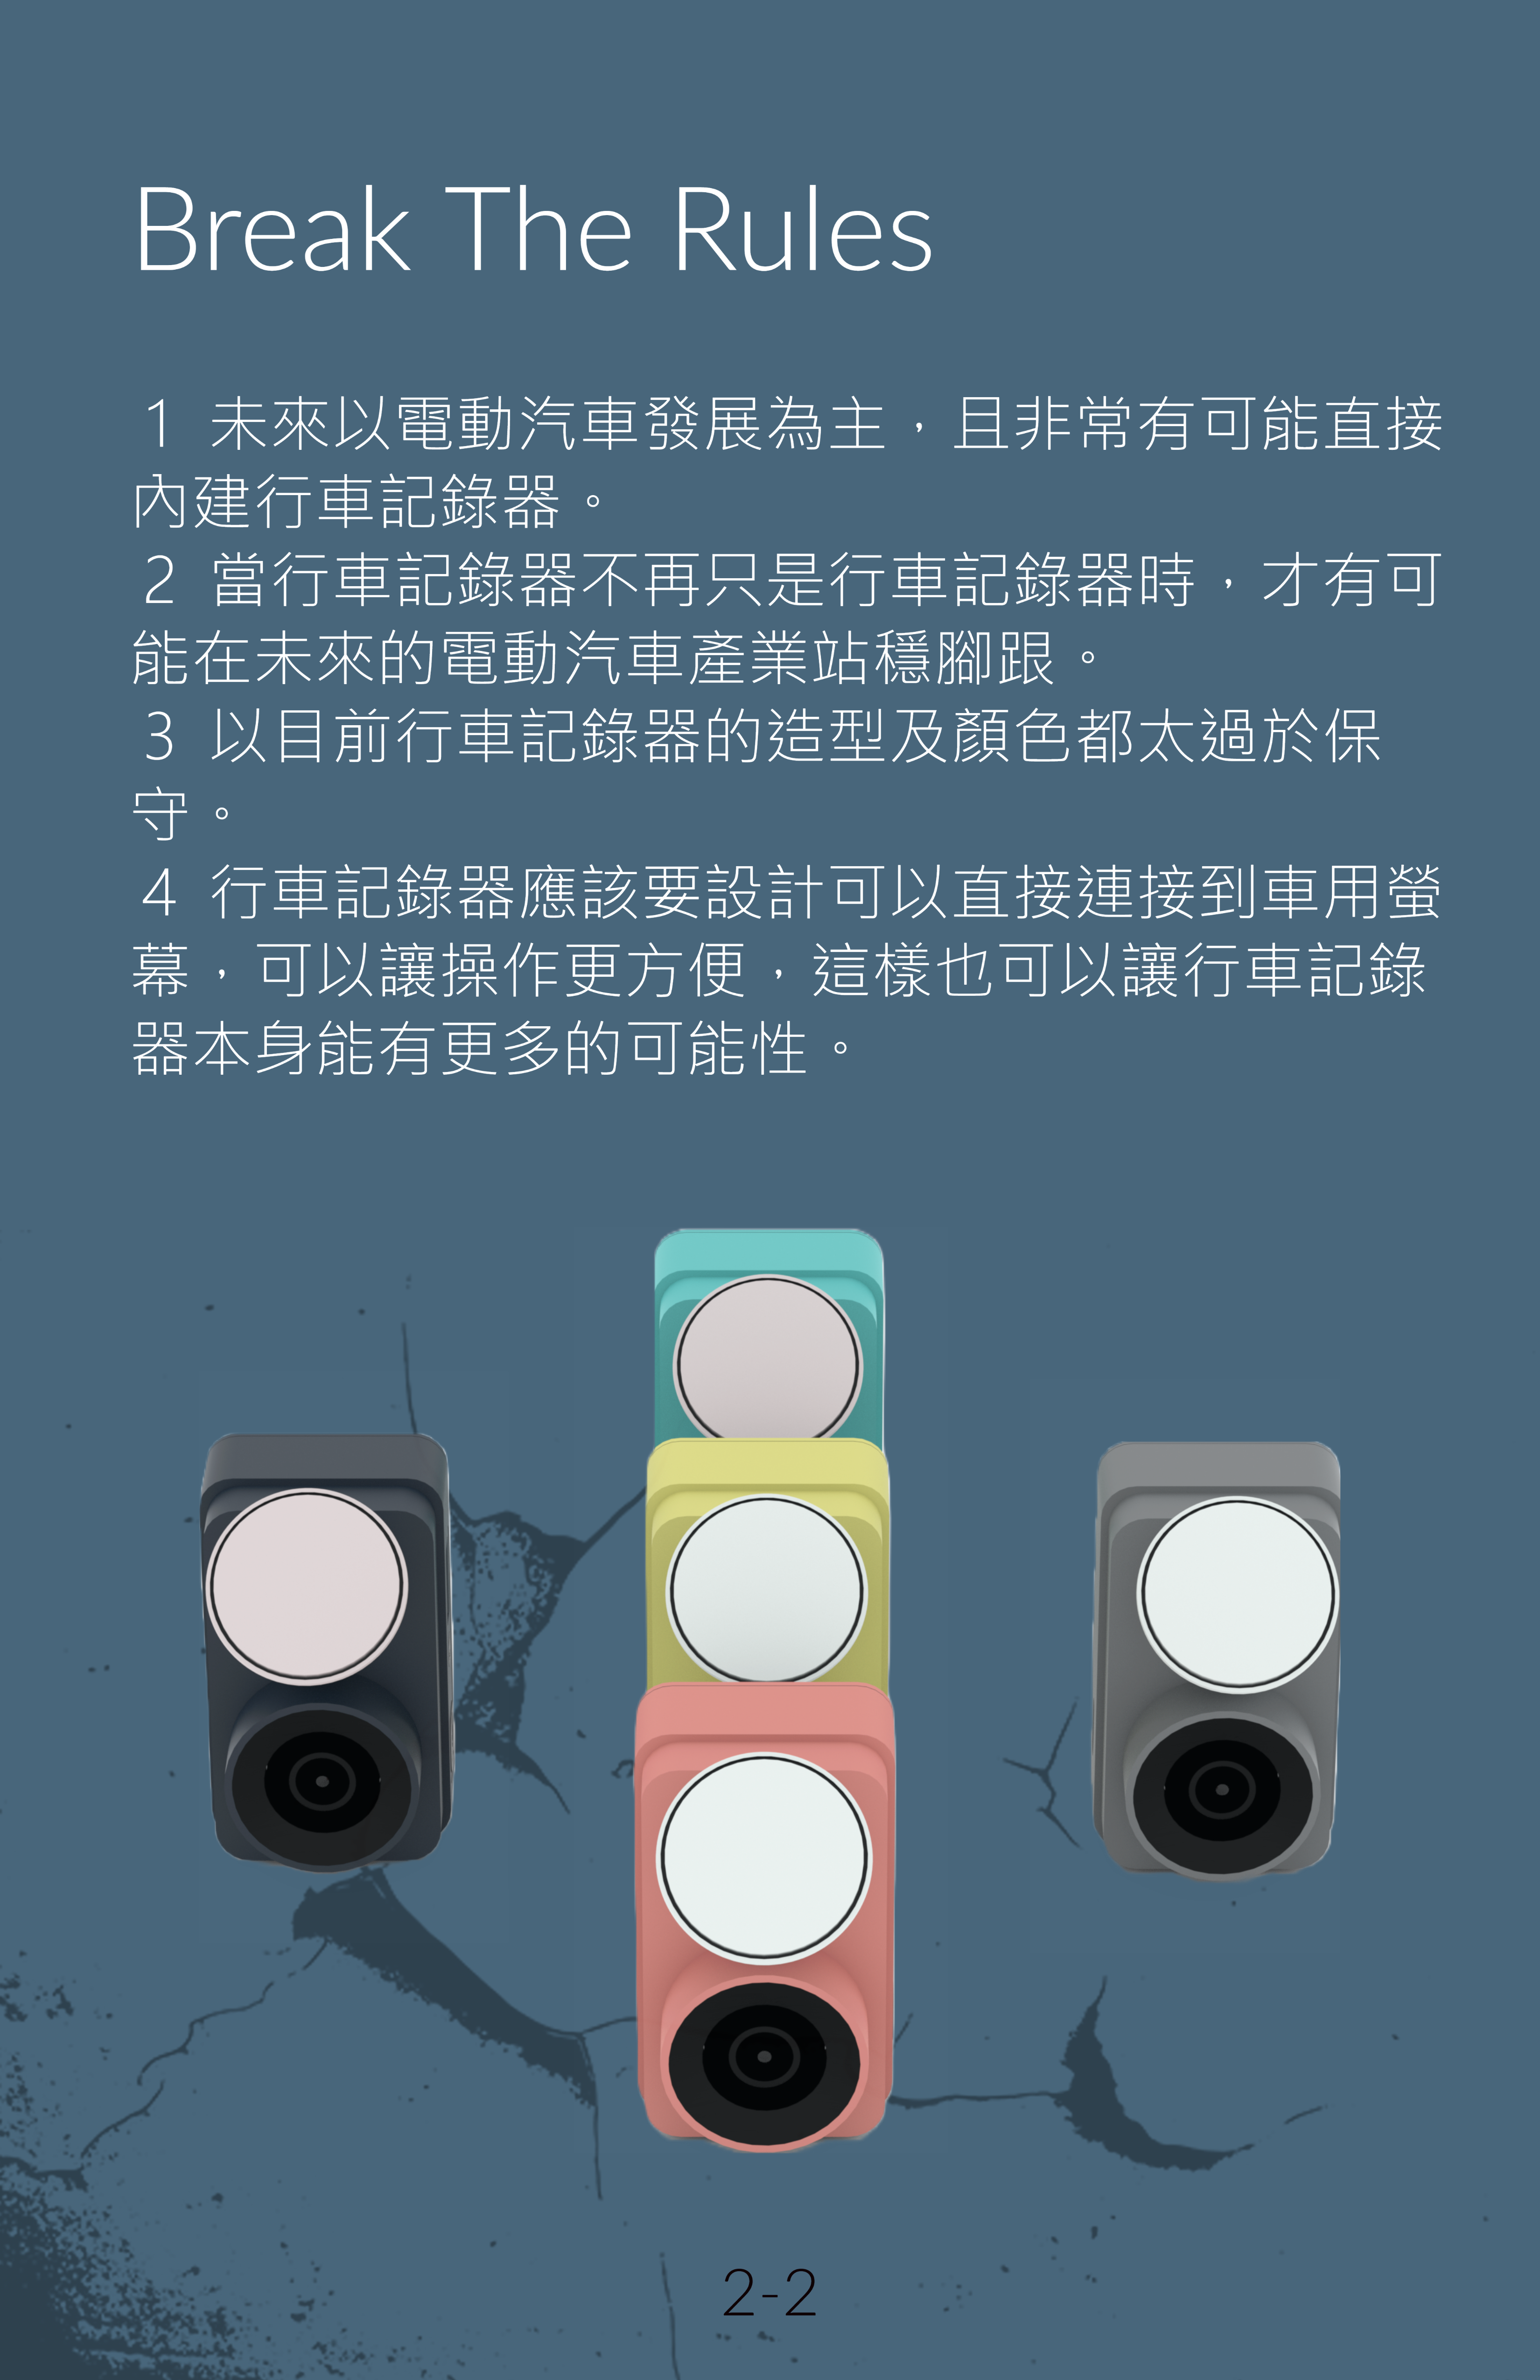 Break The Rules
1 未來以電動汽車發展為主，且非常有可能直接
內建行車記錄器。
2 當行車記錄器不再只是行車記錄器時，才有可
能在未來的電動汽車產業站穩腳跟。
3 以目前行車記錄器的造型及顏色都太過於保
守。
4 行車記錄器應該要設計可以直接連接到車用螢
幕，可以讓操作更方便，這樣也可以讓行車記錄
器本身能有更多的可能性。
2-2